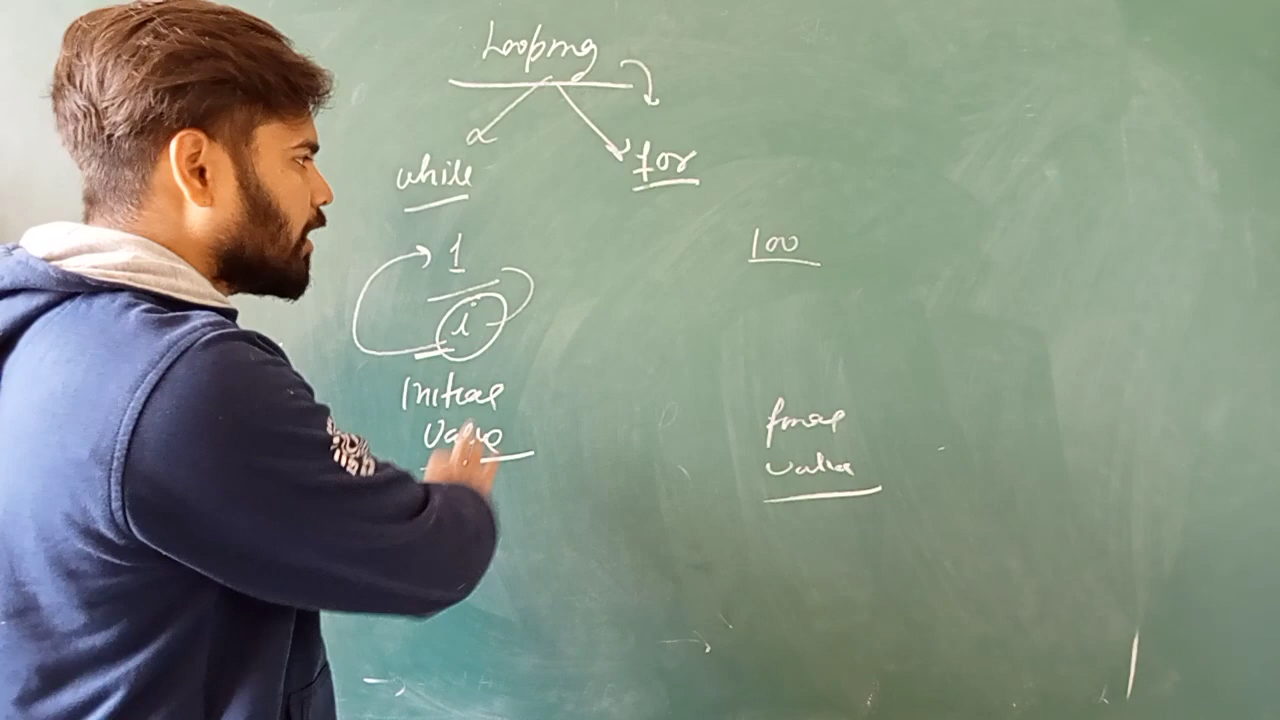 Looping
while
for
1
100
i
Initial
Value
final
value